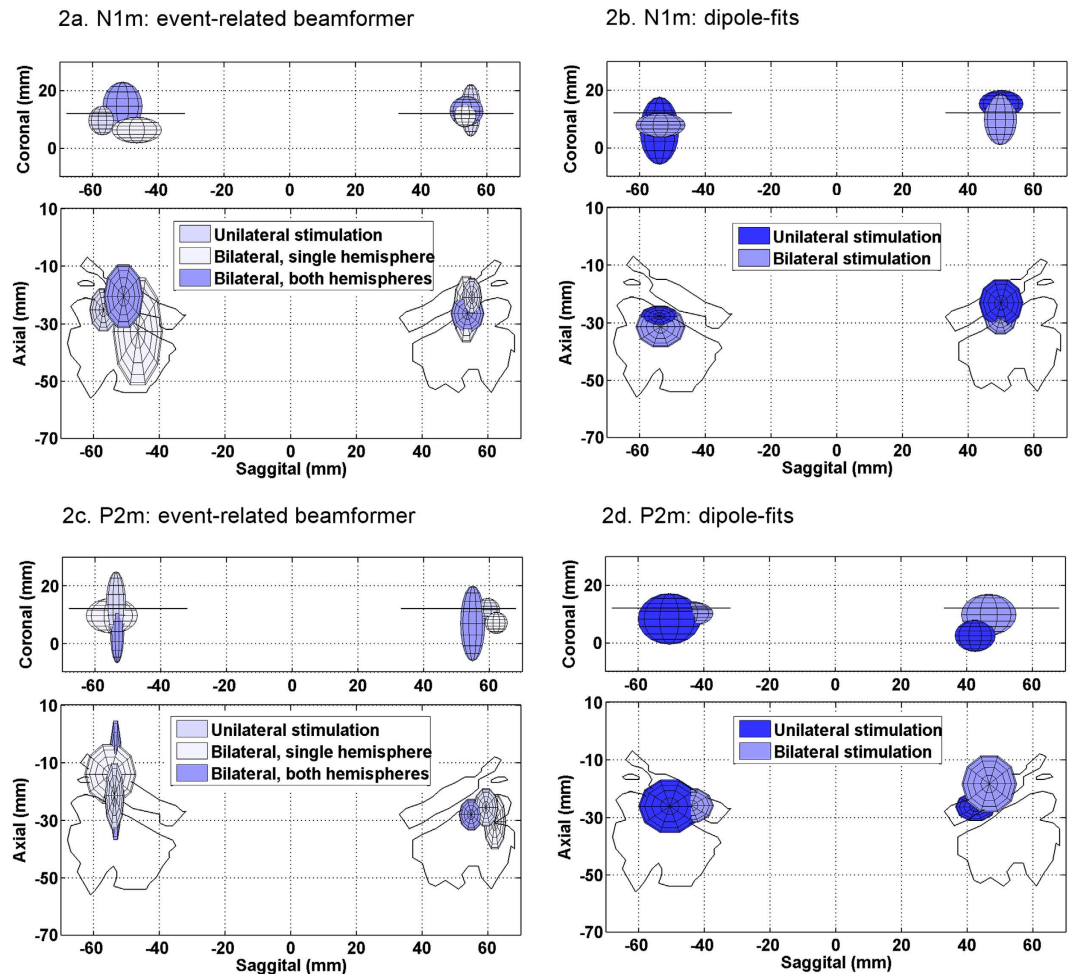 2a. N1m: event-related beamformer
Coronal (mm)
20
0
-60 -40 -20 0 20 40 60
Axial (mm)
10
-10
-30
-50
-70
Unilateral stimulation
Bilateral, single hemisphere
Bilateral, both hemispheres
-60 -40 -20 0 20 40 60
Saggital (mm)
2b. N1m: dipole-fits
Coronal (mm)
20
0
-60 -40 -20 0 20 40 60
Axial (mm)
10
-10
-30
-50
-70
Unilateral stimulation
Bilateral stimulation
-60 -40 -20 0 20 40 60
Saggital (mm)
2c. P2m: event-related beamformer
Coronal (mm)
20
0
-60 -40 -20 0 20 40 60
Axial (mm)
10
-10
-30
-50
-70
Unilateral stimulation
Bilateral, single hemisphere
Bilateral, both hemispheres
-60 -40 -20 0 20 40 60
Saggital (mm)
2d. P2m: dipole-fits
Coronal (mm)
20
0
-60 -40 -20 0 20 40 60
Axial (mm)
10
-10
-30
-50
-70
Unilateral stimulation
Bilateral stimulation
-60 -40 -20 0 20 40 60
Saggital (mm)